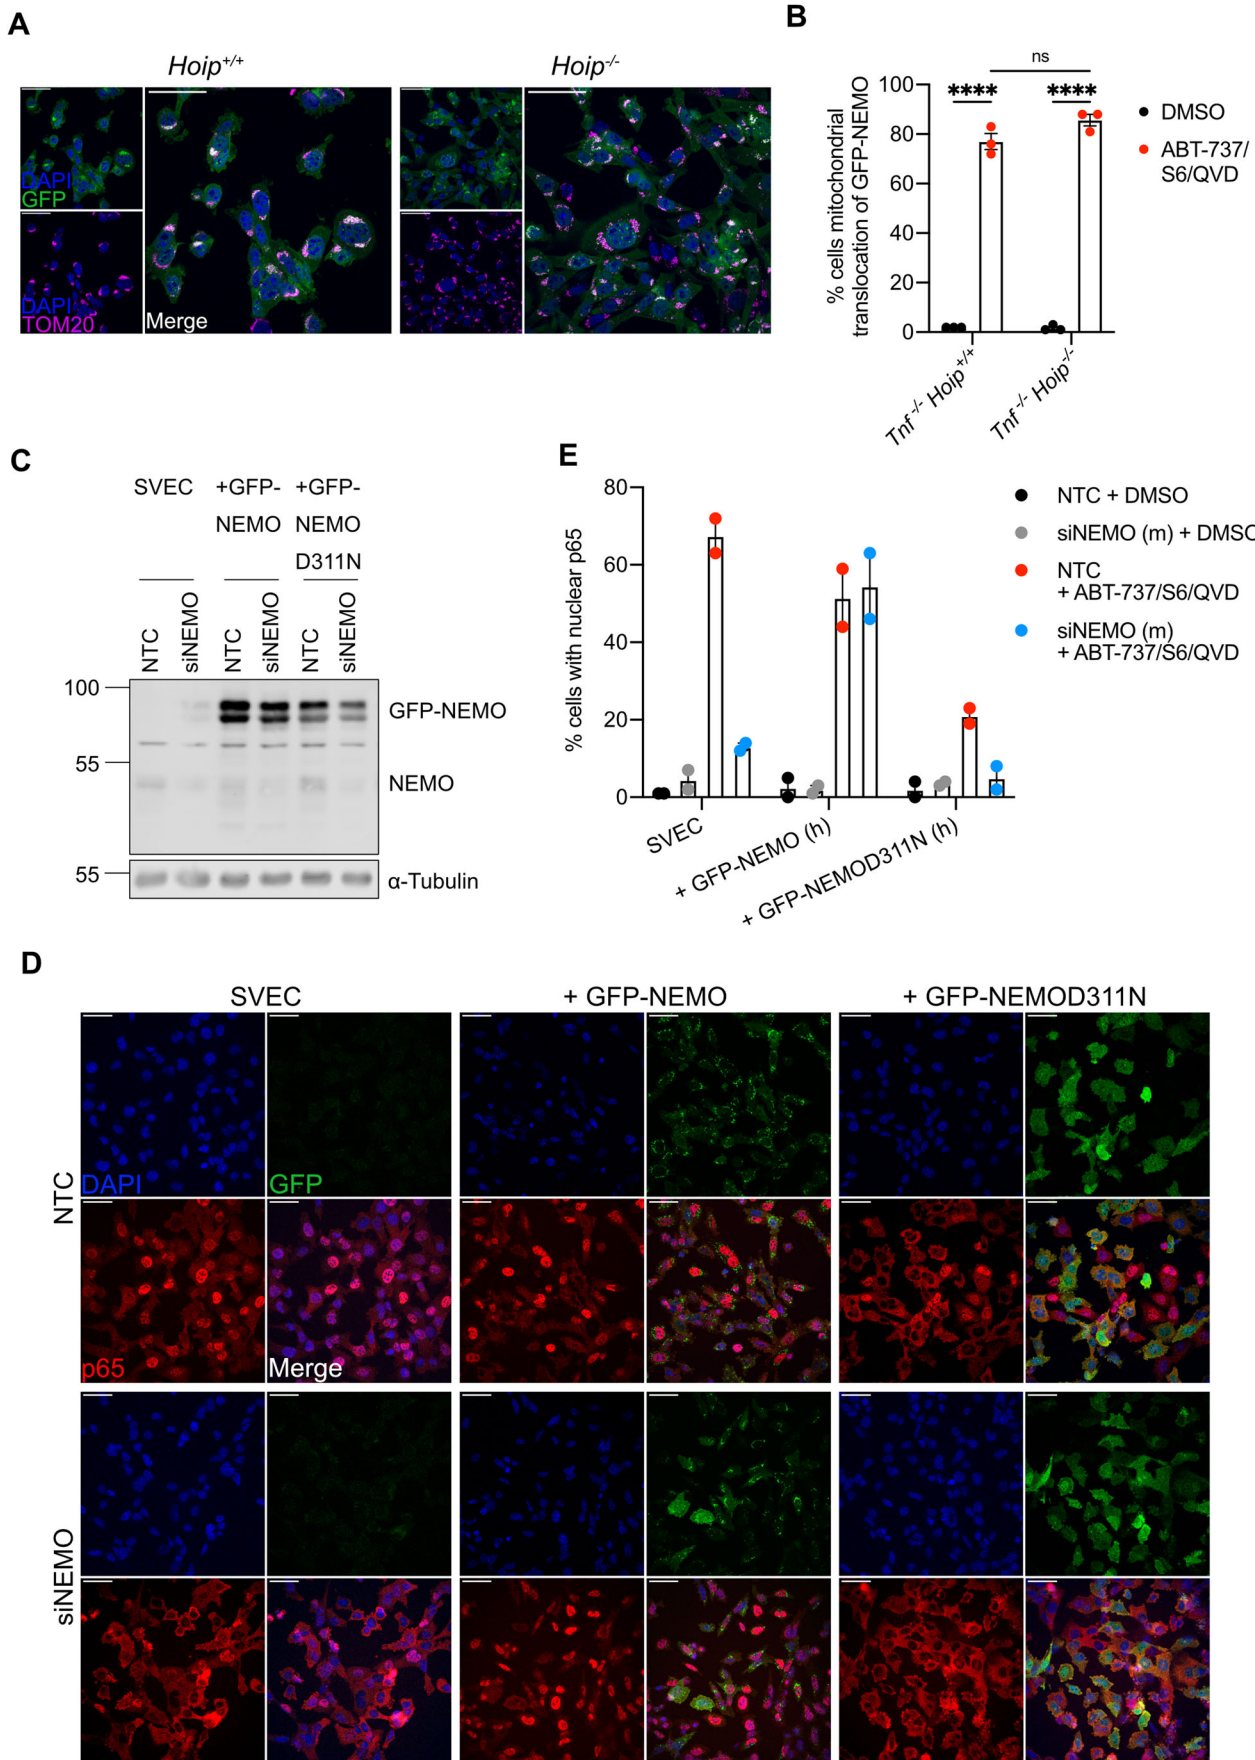 A
Hoip+/+
Hoip-/-
DAPI
GFP
DAPI
TOM20
Merge
B
ns
**** ****
% cells mitochondrial
translocation of GFP-NEMO
100
80
60
40
20
0
DMSO
ABT-737/
S6/QVD
Tnf-/- Hoip+/+
Tnf-/- Hoip-/-
C
SVEC
+GFP-
NEMO
+GFP-
NEMO
D311N
NTC
siNEMO
NTC
siNEMO
NTC
siNEMO
100
55
GFP-NEMO
NEMO
55
α-Tubulin
E
% cells with nuclear p65
80
60
40
20
0
SVEC
+ GFP-NEMO (h)
+ GFP-NEMOD311N (h)
NTC + DMSO
siNEMO (m) + DMSO
NTC
+ ABT-737/S6/QVD
siNEMO (m)
+ ABT-737/S6/QVD
D
SVEC
+ GFP-NEMO
+ GFP-NEMOD311N
NTC
DAPI
GFP
p65
Merge
siNEMO